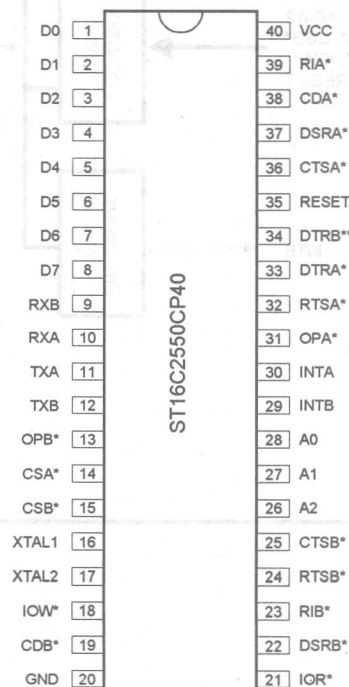 D0 1 40 VCC
D1 2 39 RIA*
D2 3 38 CDA*
D3 4 37 DSRA*
D4 5 36 CTSA*
D5 6 35 RESET
D6 7 34 DTRB*
D7 8 33 DTRA*
RXB 9 32 RTSA*
RXA 10 31 OPA*
TXA 11 30 INTA
TXB 12 29 INTB
OPB* 13 28 A0
CSA* 14 27 A1
CSB* 15 26 A2
XTAL1 16 25 CTSB*
XTAL2 17 24 RTSB*
IOW* 18 23 RIB*
CDB* 19 22 DSRB*
GND 20 21 IOR*
ST16C2550CP40